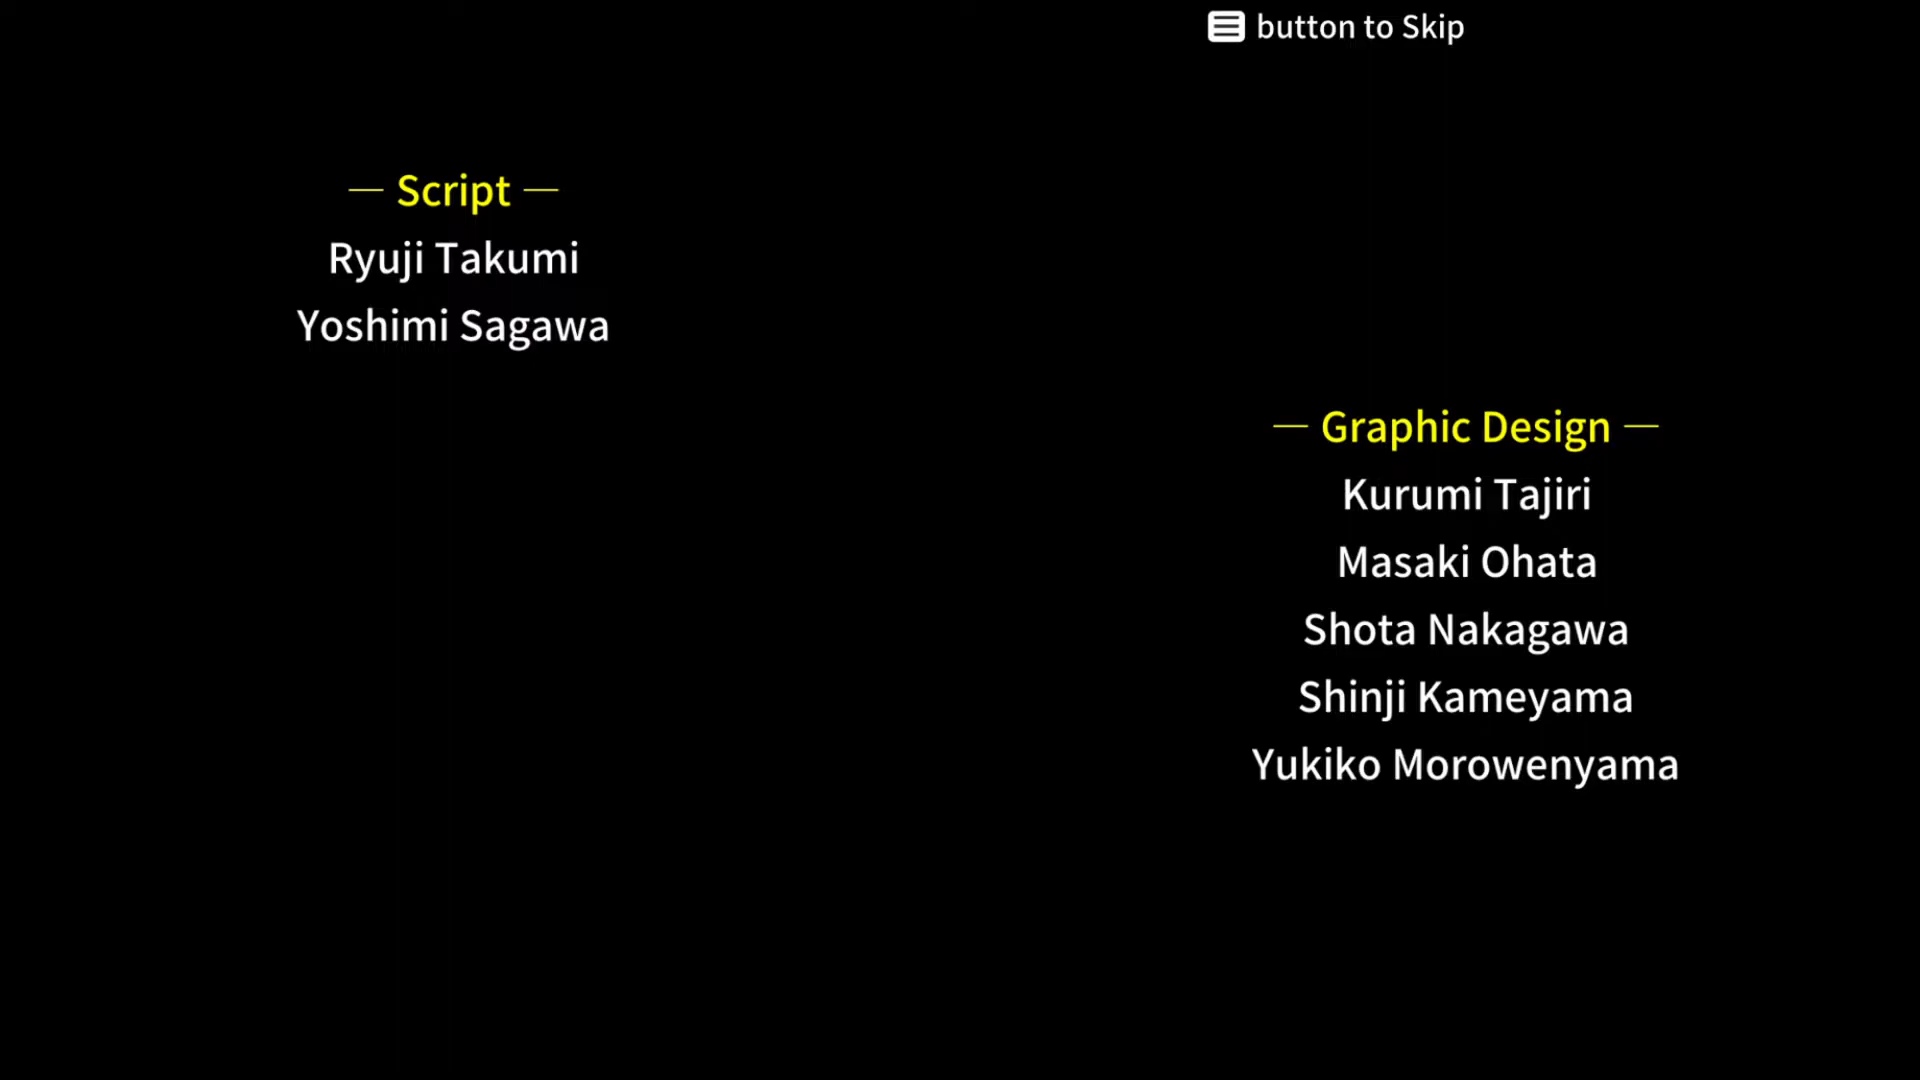 button to Skip
— Script —
Ryuji Takumi
Yoshimi Sagawa
— Graphic Design —
Kurumi Tajiri
Masaki Ohata
Shota Nakagawa
Shinji Kameyama
Yukiko Morowenyama